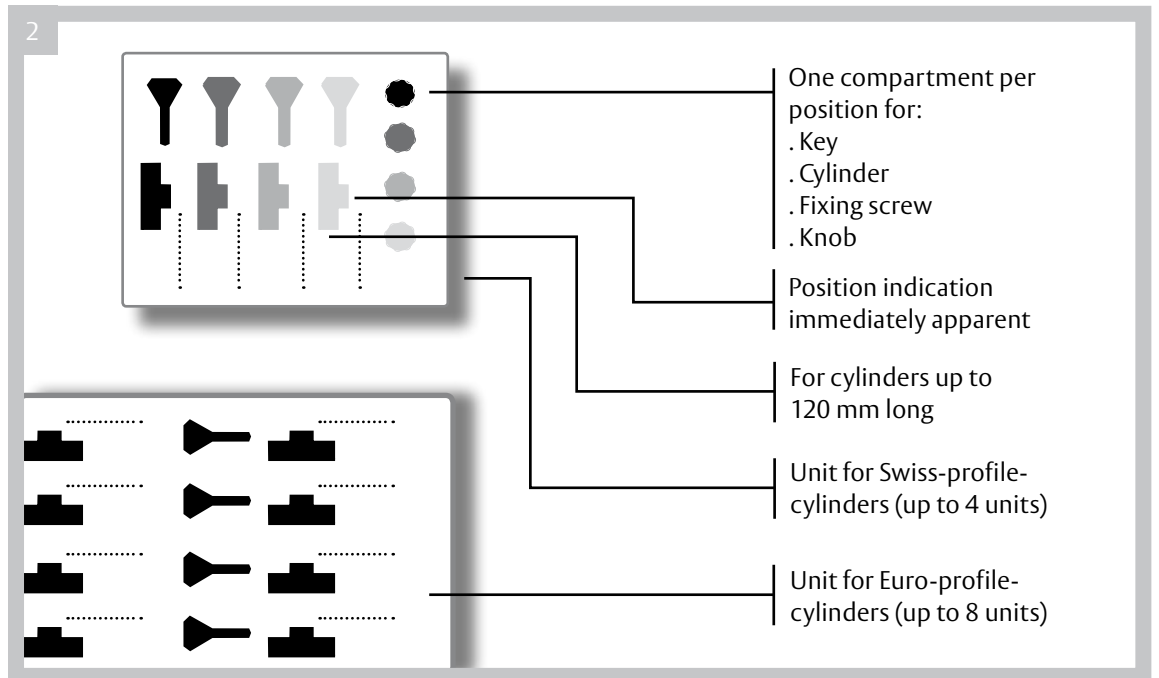 2
One compartment per
position for:
. Key
. Cylinder
. Fixing screw
. Knob
Position indication
immediately apparent
For cylinders up to
120 mm long
Unit for Swiss-profile-
cylinders (up to 4 units)
Unit for Euro-profile-
cylinders (up to 8 units)